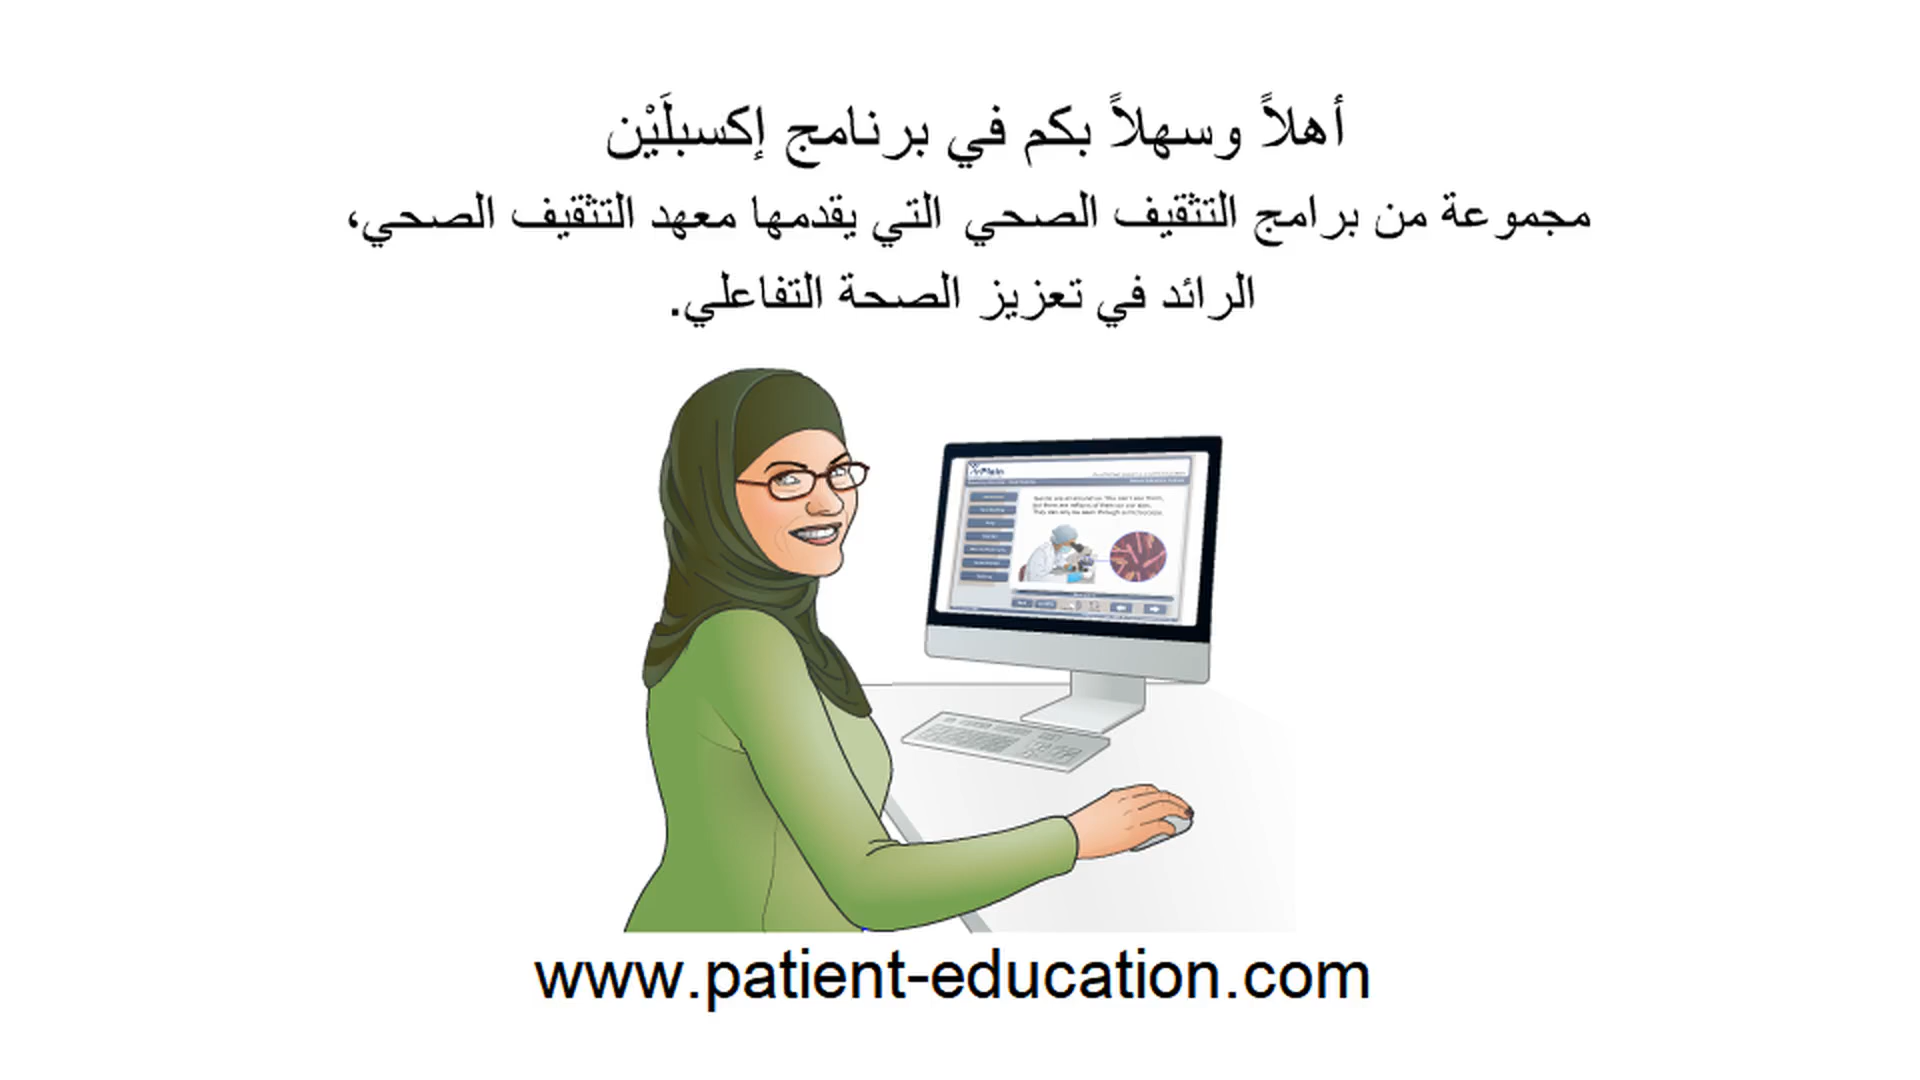 أهلاً وسهلاً بكم في برنامج إكسبلَيْن
مجموعة من برامج التثقيف الصحي التي يقدمها معهد التثقيف الصحي،
الرائد في تعزيز الصحة التفاعلي.
www.patient-education.com